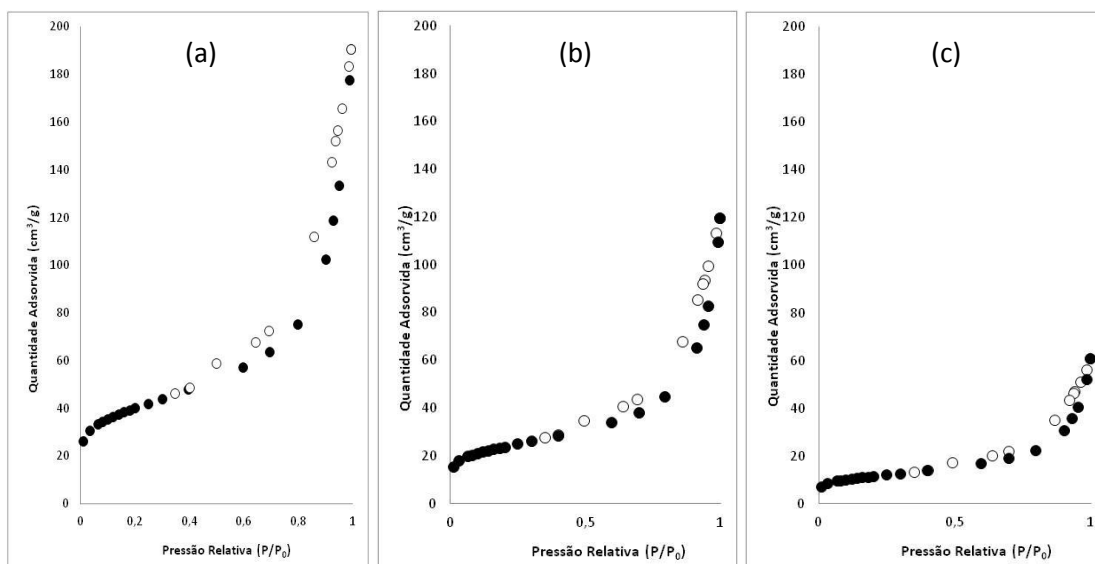 (a)
Quantidade Adsorvida (cm³/g)
200
180
160
140
120
100
80
60
40
20
0
0 0,2 0,4 0,6 0,8 1
Pressão Relativa (P/P₀)
(b)
Quantidade Adsorvida (cm³/g)
200
180
160
140
120
100
80
60
40
20
0
0 0,5 1
Pressão Relativa (P/P₀)
(c)
Quantidade Adsorvida (cm³/g)
200
180
160
140
120
100
80
60
40
20
0
0 0,5 1
Pressão Relativa (P/P₀)